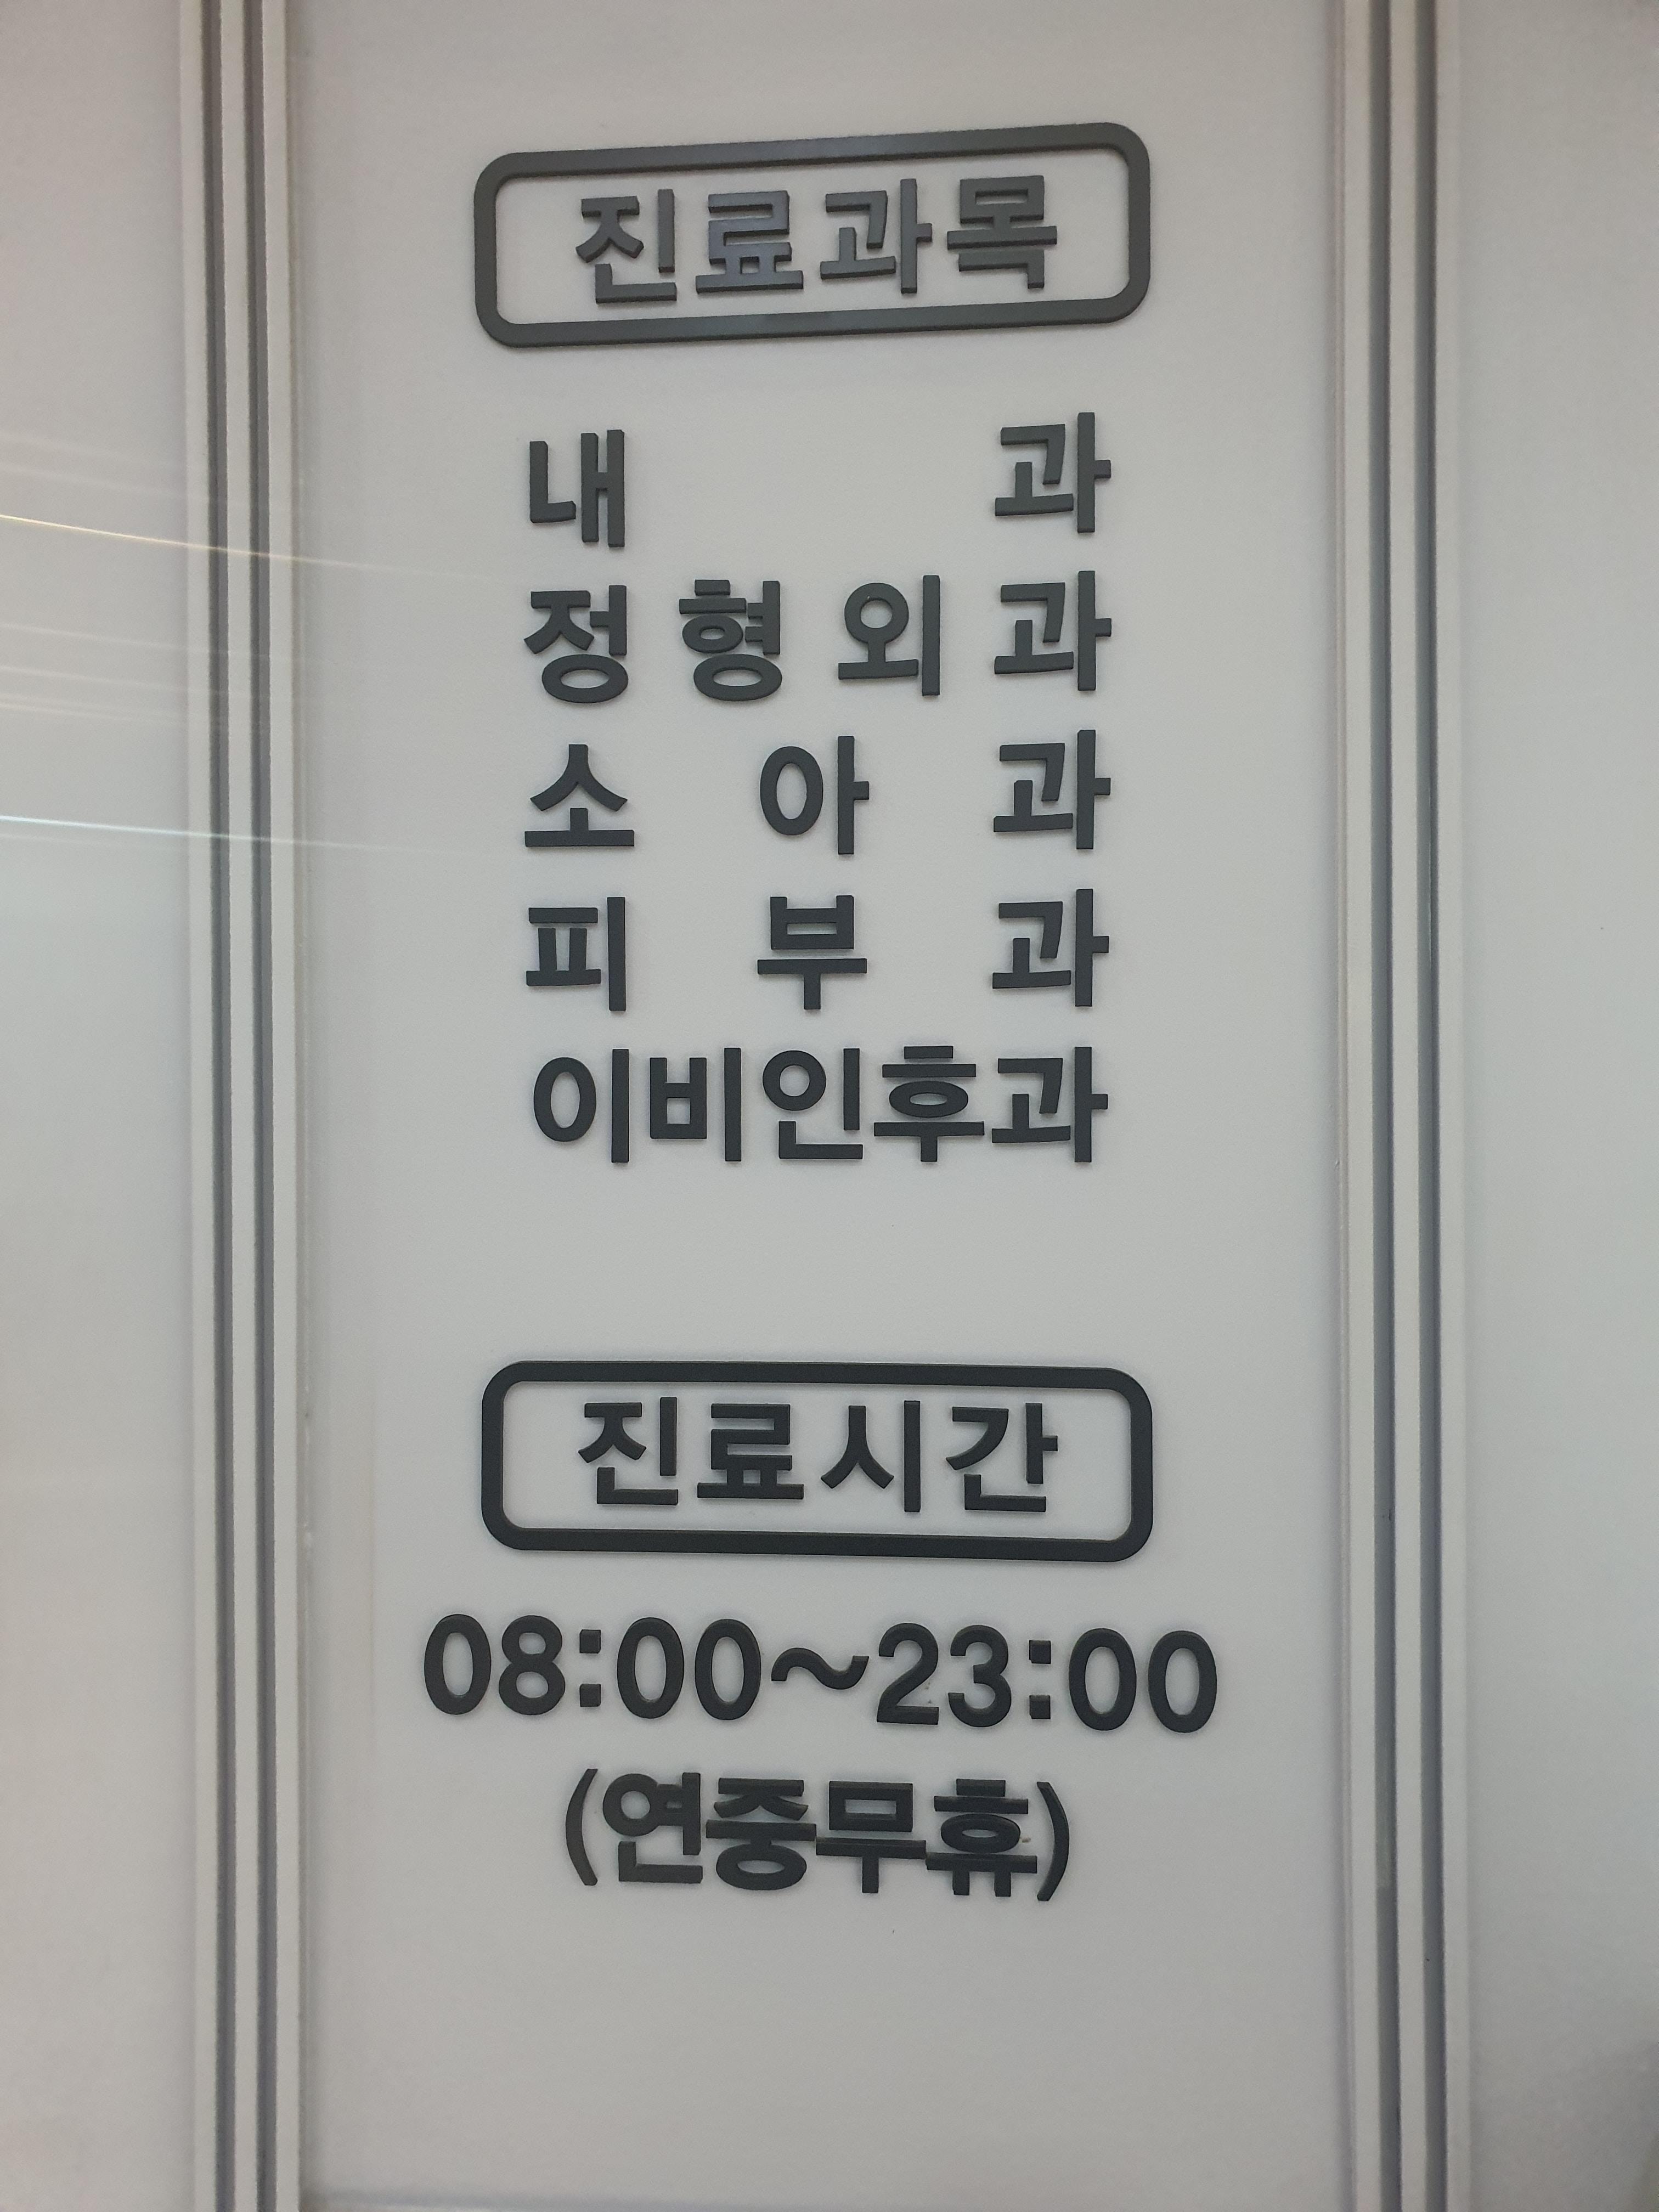 진료과목
내 과
정 형 외 과
소 아 과
피 부 과
이비인후과
진료시간
08:00~23:00
(연중무휴)